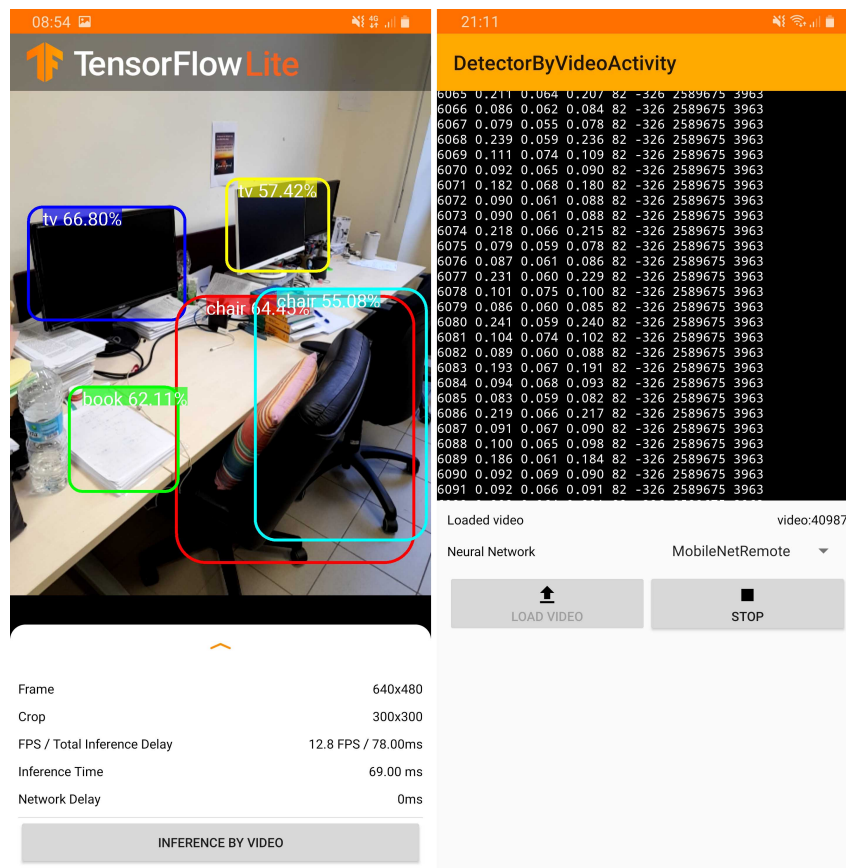 08:54
4G
TensorFlow Lite
tv 57.42%
tv 66.80%
chair 55.08%
chair 64.45%
book 62.11%
Frame 640x480
Crop 300x300
FPS / Total Inference Delay 12.8 FPS / 78.00ms
Inference Time 69.00 ms
Network Delay 0ms
INFERENCE BY VIDEO
21:11
DetectorByVideoActivity
6065 0.211 0.064 0.207 82 -326 2589675 3963
6066 0.086 0.062 0.084 82 -326 2589675 3963
6067 0.079 0.055 0.078 82 -326 2589675 3963
6068 0.239 0.059 0.236 82 -326 2589675 3963
6069 0.111 0.074 0.109 82 -326 2589675 3963
6070 0.092 0.065 0.090 82 -326 2589675 3963
6071 0.182 0.068 0.180 82 -326 2589675 3963
6072 0.090 0.061 0.088 82 -326 2589675 3963
6073 0.090 0.061 0.088 82 -326 2589675 3963
6074 0.218 0.066 0.215 82 -326 2589675 3963
6075 0.079 0.059 0.078 82 -326 2589675 3963
6076 0.087 0.061 0.086 82 -326 2589675 3963
6077 0.231 0.060 0.229 82 -326 2589675 3963
6078 0.101 0.075 0.100 82 -326 2589675 3963
6079 0.086 0.060 0.085 82 -326 2589675 3963
6080 0.241 0.059 0.240 82 -326 2589675 3963
6081 0.104 0.074 0.102 82 -326 2589675 3963
6082 0.089 0.060 0.088 82 -326 2589675 3963
6083 0.193 0.067 0.191 82 -326 2589675 3963
6084 0.094 0.068 0.093 82 -326 2589675 3963
6085 0.083 0.059 0.082 82 -326 2589675 3963
6086 0.219 0.066 0.217 82 -326 2589675 3963
6087 0.091 0.067 0.090 82 -326 2589675 3963
6088 0.100 0.065 0.098 82 -326 2589675 3963
6089 0.186 0.061 0.184 82 -326 2589675 3963
6090 0.092 0.069 0.090 82 -326 2589675 3963
6091 0.092 0.066 0.091 82 -326 2589675 3963
Loaded video video:40987
Neural Network MobileNetRemote
LOAD VIDEO
STOP